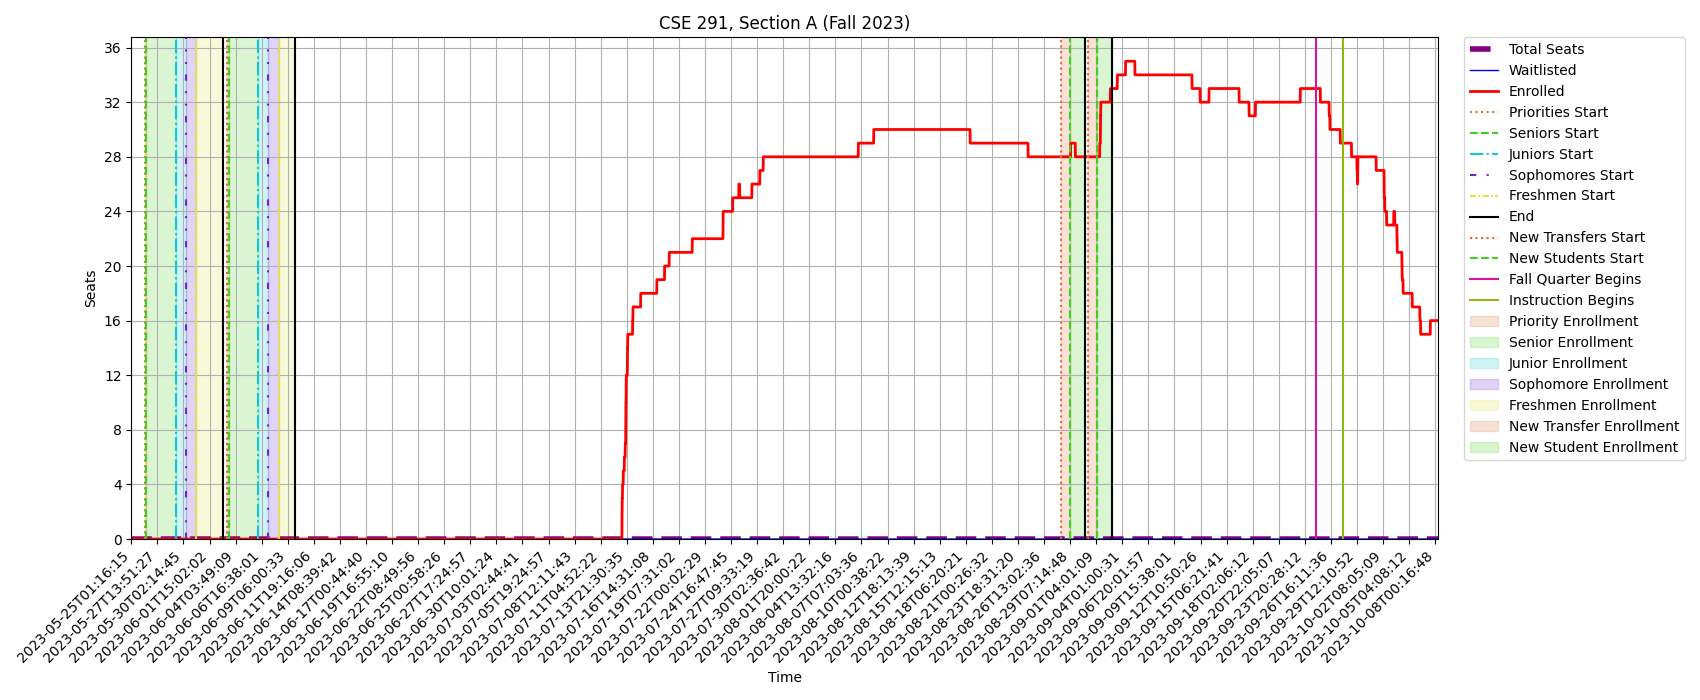 CSE 291, Section A (Fall 2023)
Seats
36
32
28
24
20
16
12
8
4
0
2023-05-25T01:16:15
2023-05-27T13:51:27
2023-05-30T02:14:45
2023-06-01T15:02:02
2023-06-04T03:49:09
2023-06-06T16:38:01
2023-06-09T06:00:33
2023-06-11T19:16:06
2023-06-14T08:39:42
2023-06-17T00:44:40
2023-06-19T16:55:10
2023-06-22T08:49:56
2023-06-25T00:58:26
2023-06-27T17:24:57
2023-06-30T10:01:24
2023-07-03T02:44:41
2023-07-05T19:24:57
2023-07-08T12:11:43
2023-07-11T04:52:22
2023-07-13T21:30:35
2023-07-16T14:31:08
2023-07-19T07:31:02
2023-07-22T00:02:29
2023-07-24T16:47:45
2023-07-27T09:33:19
2023-07-30T02:36:42
2023-08-01T20:00:22
2023-08-04T13:32:16
2023-08-07T07:03:36
2023-08-10T00:38:22
2023-08-12T18:13:39
2023-08-15T12:15:13
2023-08-18T06:20:21
2023-08-21T00:26:32
2023-08-23T18:31:20
2023-08-26T13:02:36
2023-08-29T07:14:48
2023-09-01T04:01:09
2023-09-04T01:00:31
2023-09-06T20:01:57
2023-09-09T15:38:01
2023-09-12T10:50:26
2023-09-15T06:21:41
2023-09-18T02:06:12
2023-09-20T22:05:07
2023-09-23T20:28:12
2023-09-26T16:11:36
2023-09-29T12:10:52
2023-10-02T08:05:09
2023-10-05T04:08:12
2023-10-08T00:16:48
Time
Total Seats
Waitlisted
Enrolled
Priorities Start
Seniors Start
Juniors Start
Sophomores Start
Freshmen Start
End
New Transfers Start
New Students Start
Fall Quarter Begins
Instruction Begins
Priority Enrollment
Senior Enrollment
Junior Enrollment
Sophomore Enrollment
Freshmen Enrollment
New Transfer Enrollment
New Student Enrollment